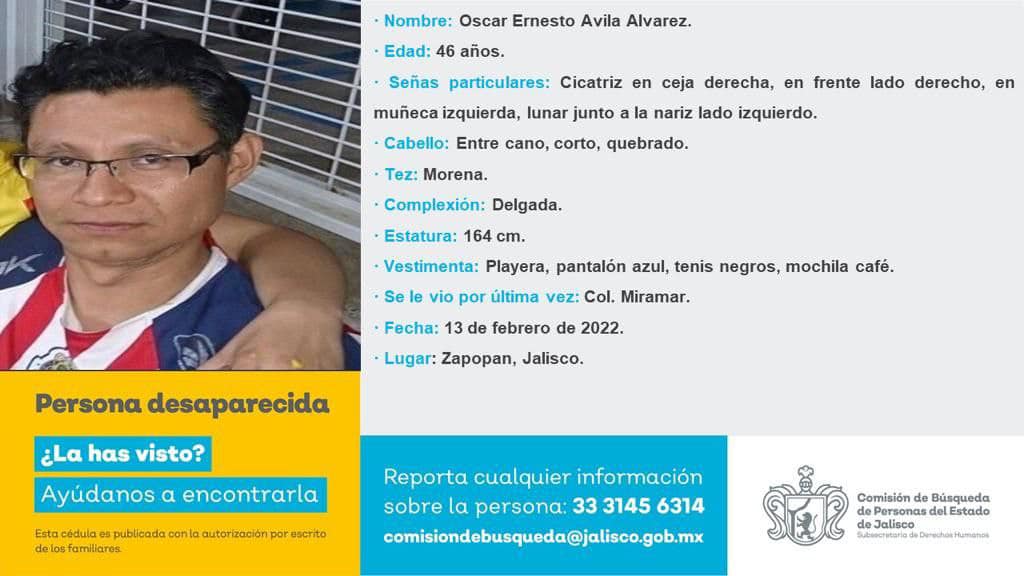 · Nombre: Oscar Ernesto Avila Alvarez.
· Edad: 46 años.
· Señas particulares: Cicatriz en ceja derecha, en frente lado derecho, en
muñeca izquierda, lunar junto a la nariz lado izquierdo.
· Cabello: Entre cano, corto, quebrado.
· Tez: Morena.
· Complexión: Delgada.
· Estatura: 164 cm.
· Vestimenta: Playera, pantalón azul, tenis negros, mochila café.
· Se le vio por última vez: Col. Miramar.
· Fecha: 13 de febrero de 2022.
· Lugar: Zapopan, Jalisco.
Persona desaparecida
¿La has visto?
Ayúdanos a encontrarla
Esta cédula es publicada con la autorización por escrito
de los familiares.
Reporta cualquier información
sobre la persona: 33 3145 6314
comisiondebusqueda@jalisco.gob.mx
Comisión de Búsqueda
de Personas del Estado
de Jalisco
Subsecretaría de Derechos Humanos